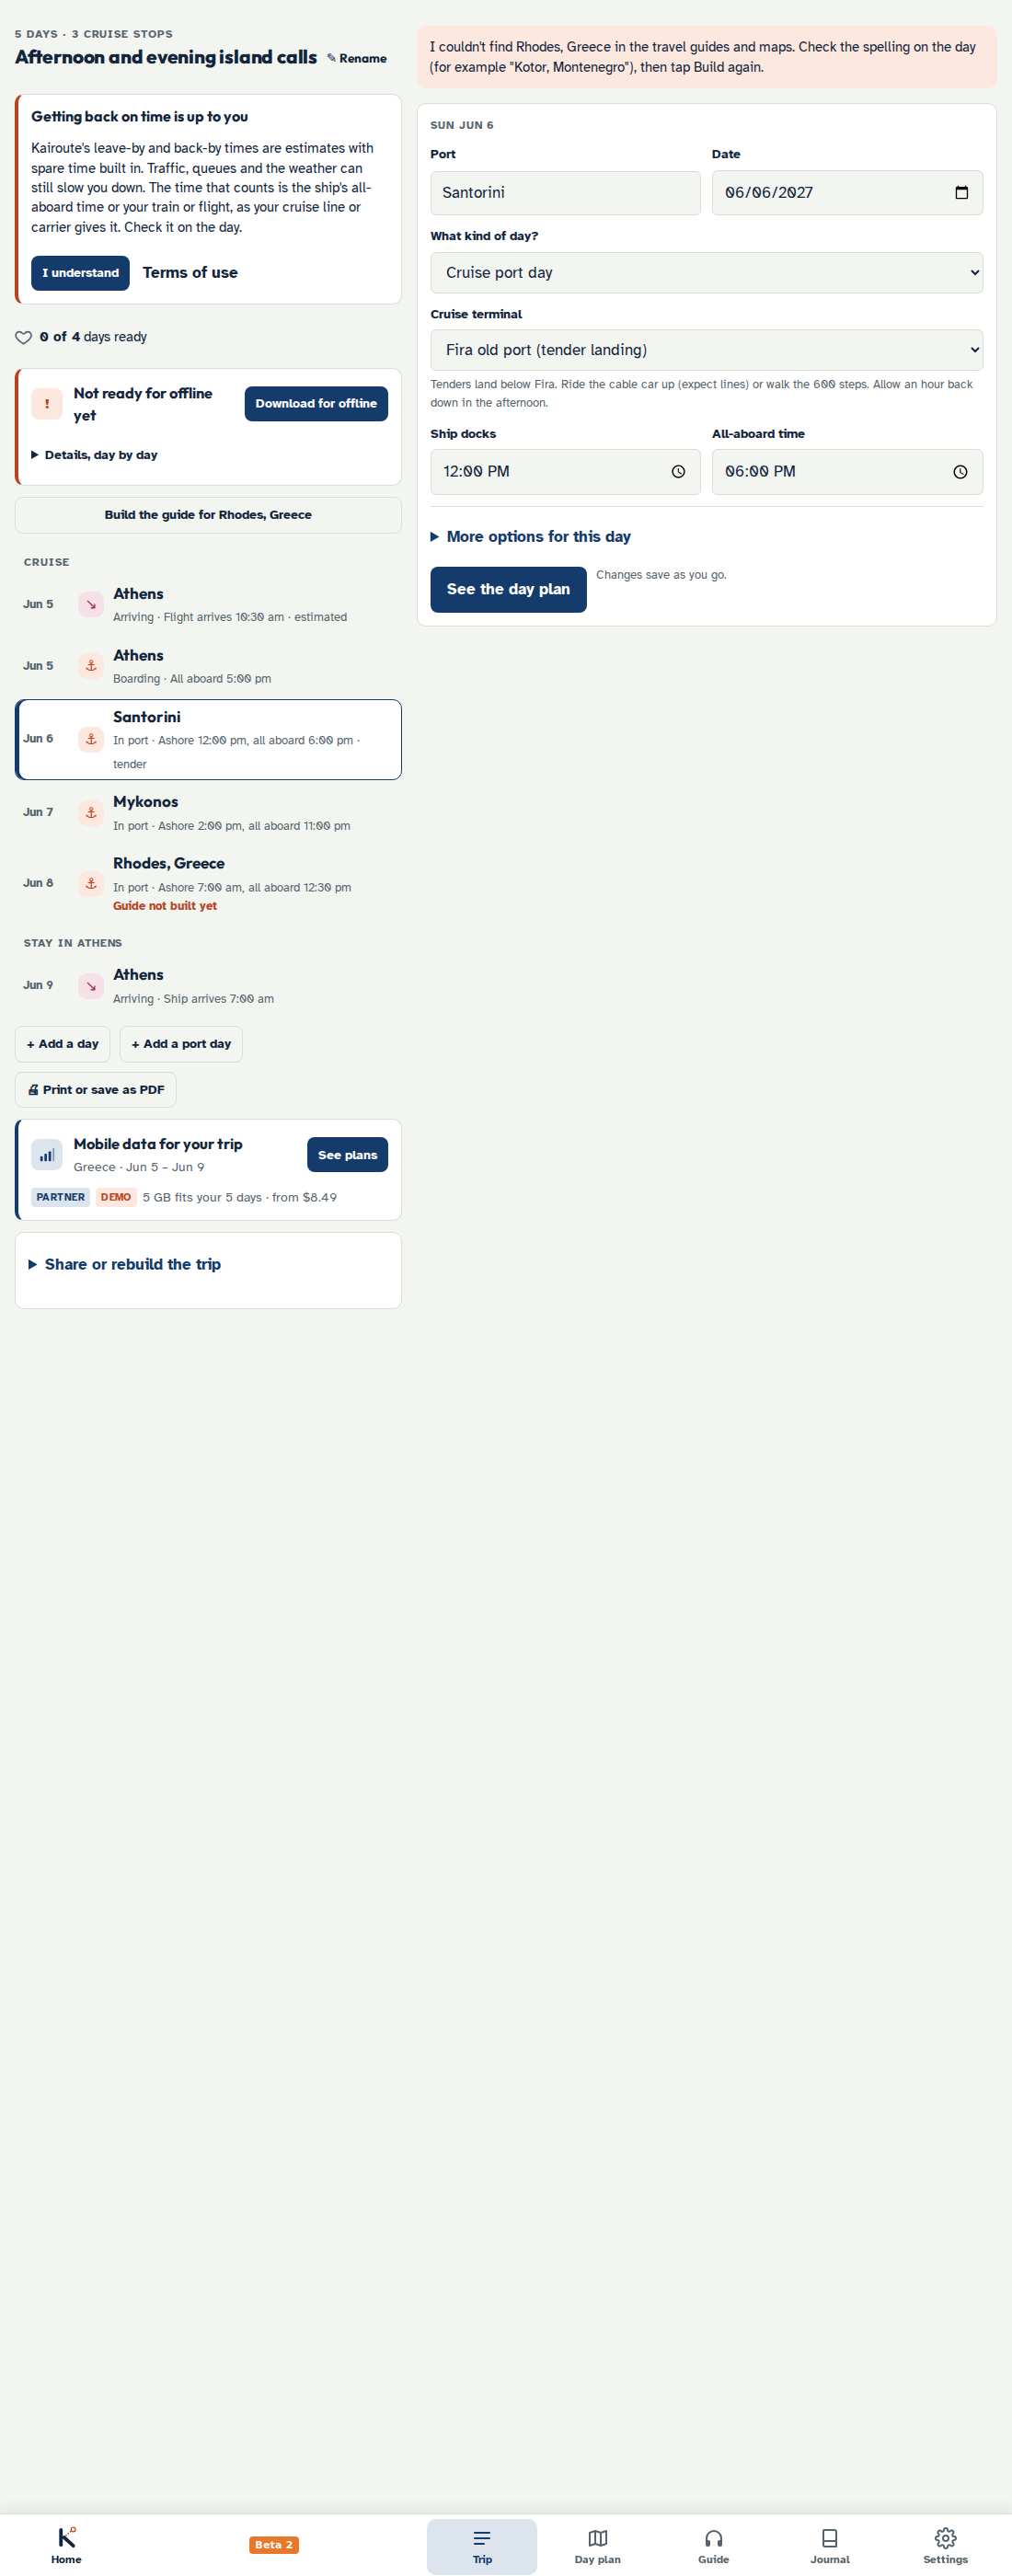 5 DAYS · 3 CRUISE STOPS
Afternoon and evening island calls ✎ Rename
Getting back on time is up to you
Kairoute's leave-by and back-by times are estimates with
spare time built in. Traffic, queues and the weather can
still slow you down. The time that counts is the ship's all-
aboard time or your train or flight, as your cruise line or
carrier gives it. Check it on the day.
I understand
Terms of use
0 of 4 days ready
!
Not ready for offline
yet
Download for offline
▶ Details, day by day
Build the guide for Rhodes, Greece
CRUISE
Jun 5
Athens
Arriving · Flight arrives 10:30 am · estimated
Jun 5
Athens
Boarding · All aboard 5:00 pm
Jun 6
Santorini
In port · Ashore 12:00 pm, all aboard 6:00 pm ·
tender
Jun 7
Mykonos
In port · Ashore 2:00 pm, all aboard 11:00 pm
Jun 8
Rhodes, Greece
In port · Ashore 7:00 am, all aboard 12:30 pm
Guide not built yet
STAY IN ATHENS
Jun 9
Athens
Arriving · Ship arrives 7:00 am
+ Add a day
+ Add a port day
🖨 Print or save as PDF
Mobile data for your trip
Greece · Jun 5 – Jun 9
See plans
PARTNER DEMO 5 GB fits your 5 days · from $8.49
▶ Share or rebuild the trip
I couldn't find Rhodes, Greece in the travel guides and maps. Check the spelling on the day
(for example "Kotor, Montenegro"), then tap Build again.
SUN JUN 6
Port
Santorini
Date
06/06/2027
What kind of day?
Cruise port day
Cruise terminal
Fira old port (tender landing)
Tenders land below Fira. Ride the cable car up (expect lines) or walk the 600 steps. Allow an hour back
down in the afternoon.
Ship docks
12:00 PM
All-aboard time
06:00 PM
▶ More options for this day
See the day plan
Changes save as you go.
Home
Beta 2
Trip
Day plan
Guide
Journal
Settings